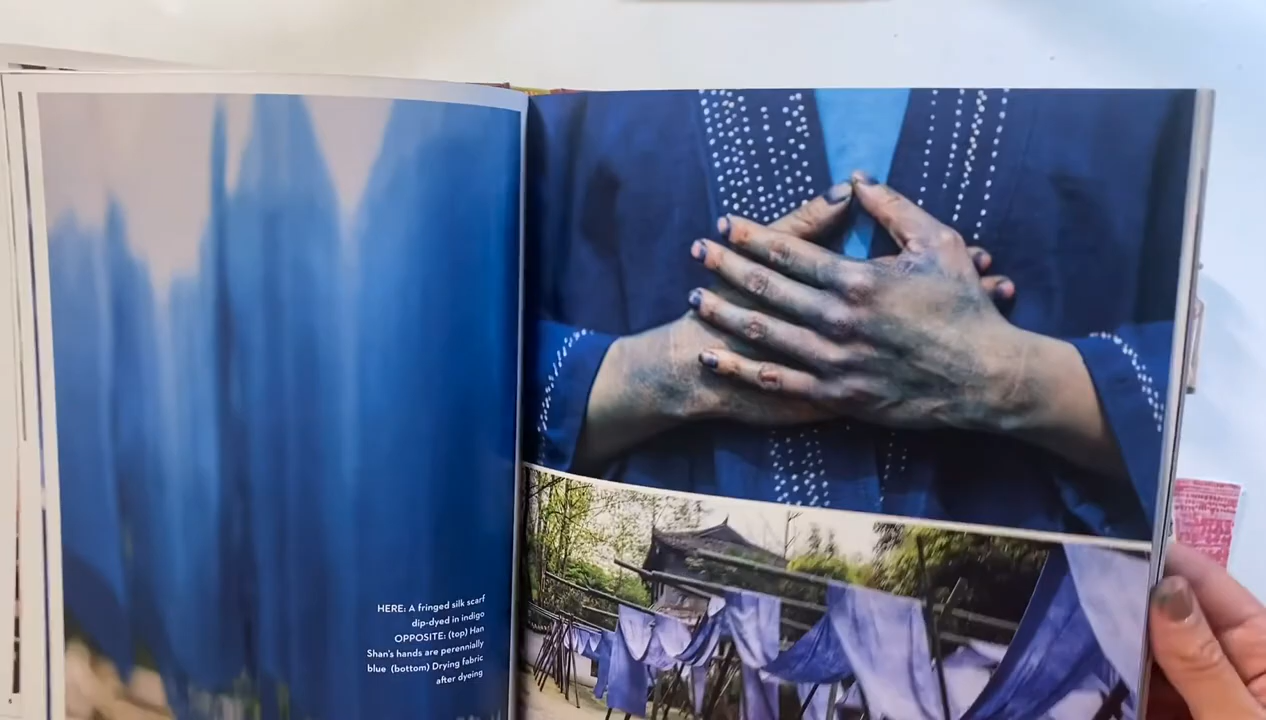 HERE: A fringed silk scarf
dip-dyed in indigo
OPPOSITE: (top) Han
Shan's hands are perennially
blue (bottom) Drying fabric
after dyeing